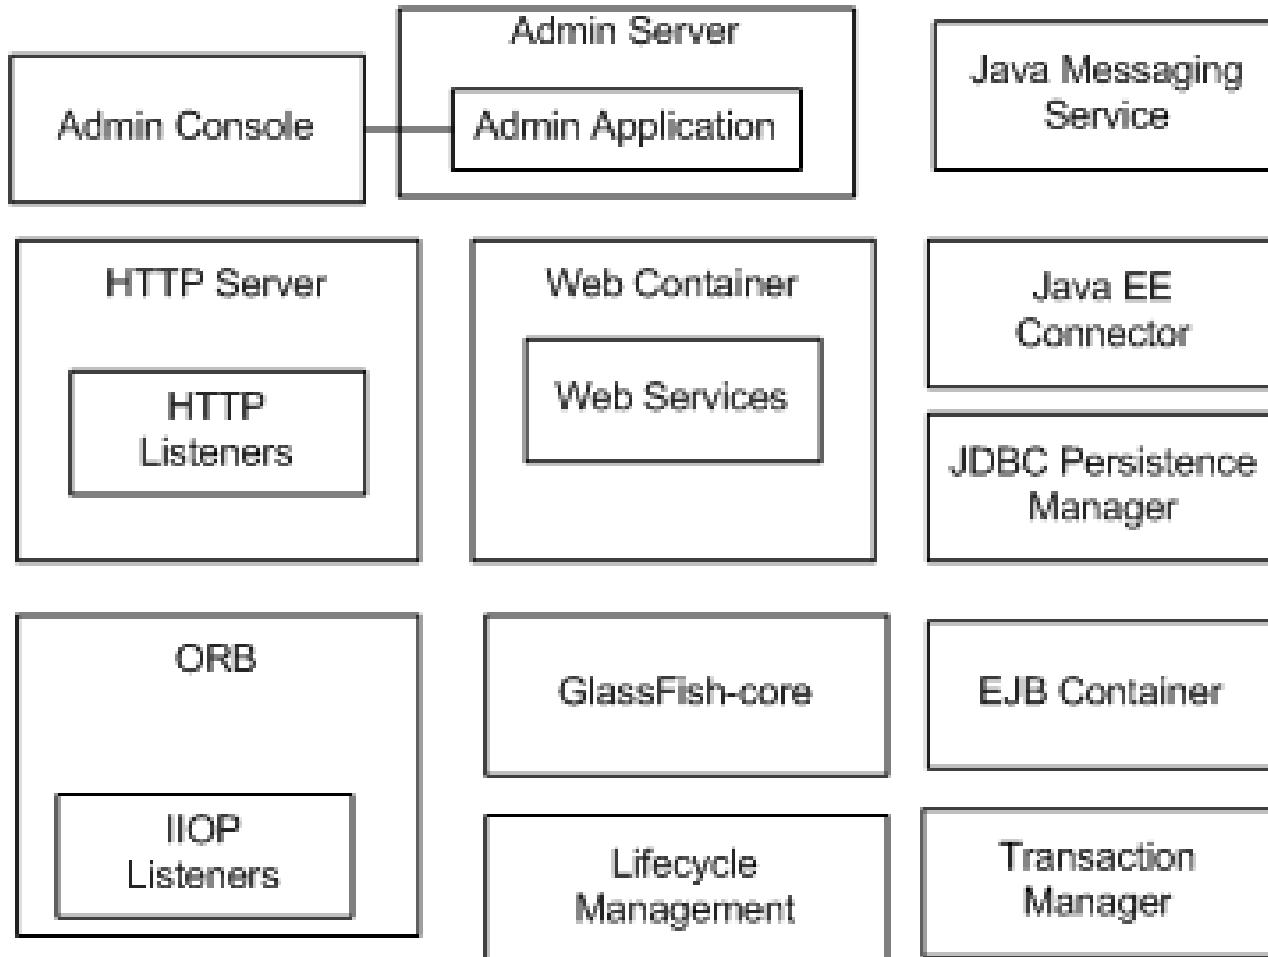 Admin Server
Admin Console
Admin Application
Java Messaging
Service
HTTP Server
HTTP
Listeners
Web Container
Web Services
Java EE
Connector
JDBC Persistence
Manager
ORB
IIOP
Listeners
GlassFish-core
EJB Container
Lifecycle
Management
Transaction
Manager